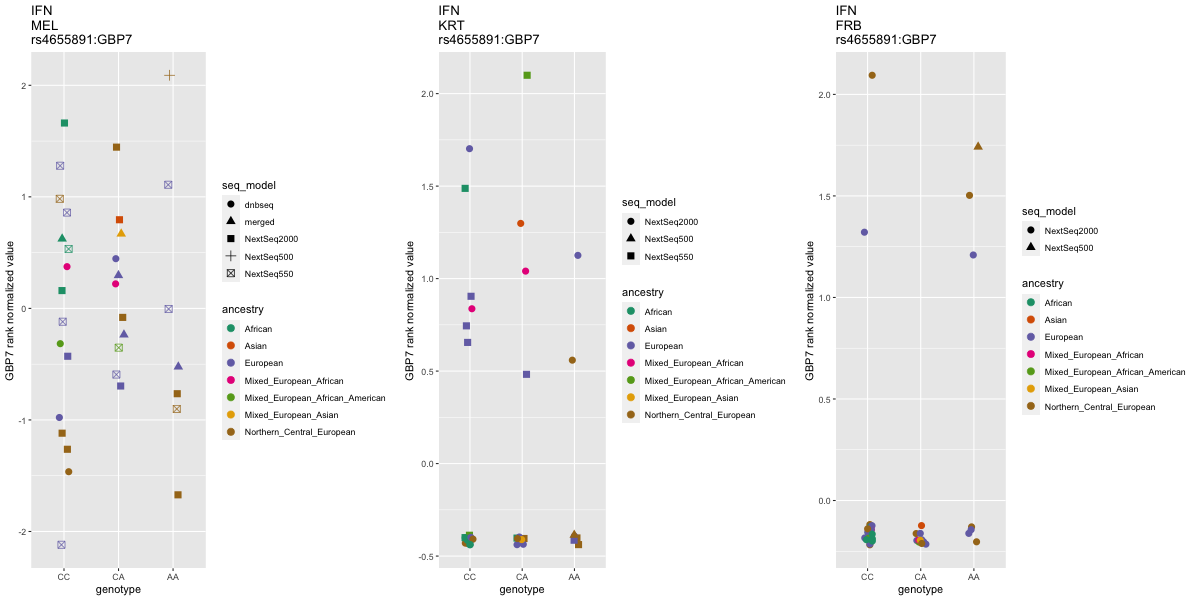 IFN
MEL
rs4655891:GBP7
GBP7 rank normalized value
2
1
0
-1
-2
CC
CA
AA
genotype
seq_model
dnbseq
merged
NextSeq2000
NextSeq500
NextSeq550
ancestry
African
Asian
European
Mixed_European_African
Mixed_European_African_American
Mixed_European_Asian
Northern_Central_European
IFN
KRT
rs4655891:GBP7
GBP7 rank normalized value
2.0
1.5
1.0
0.5
0.0
-0.5
CC
CA
AA
genotype
seq_model
NextSeq2000
NextSeq500
NextSeq550
ancestry
African
Asian
European
Mixed_European_African
Mixed_European_African_American
Mixed_European_Asian
Northern_Central_European
IFN
FRB
rs4655891:GBP7
GBP7 rank normalized value
2.0
1.5
1.0
0.5
0.0
CC
CA
AA
genotype
seq_model
NextSeq2000
NextSeq500
ancestry
African
Asian
European
Mixed_European_African
Mixed_European_African_American
Mixed_European_Asian
Northern_Central_European